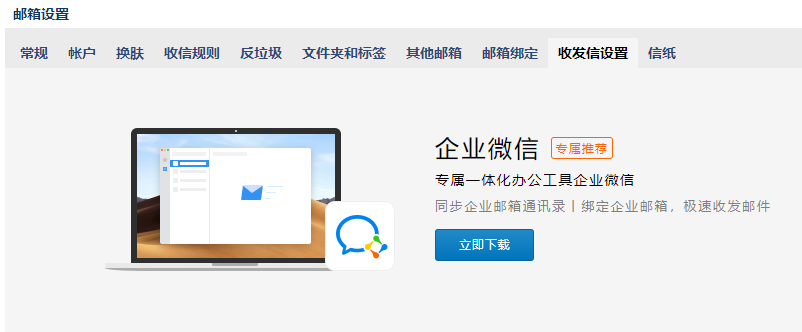 邮箱设置
常规 帐户 换肤 收信规则 反垃圾 文件夹和标签 其他邮箱 邮箱绑定 收发信设置 信纸
企业微信 专属推荐
专属一体化办公工具企业微信
同步企业邮箱通讯录丨绑定企业邮箱，极速收发邮件
立即下载